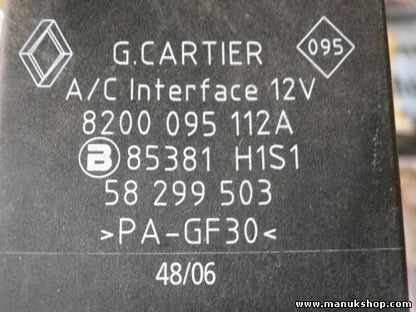 G.CARTIER
095
A/C Interface 12V
8200 095 112A
B 85381 H1S1
58 299 503
>PA-GF30<
48/06
www.manukshop.com